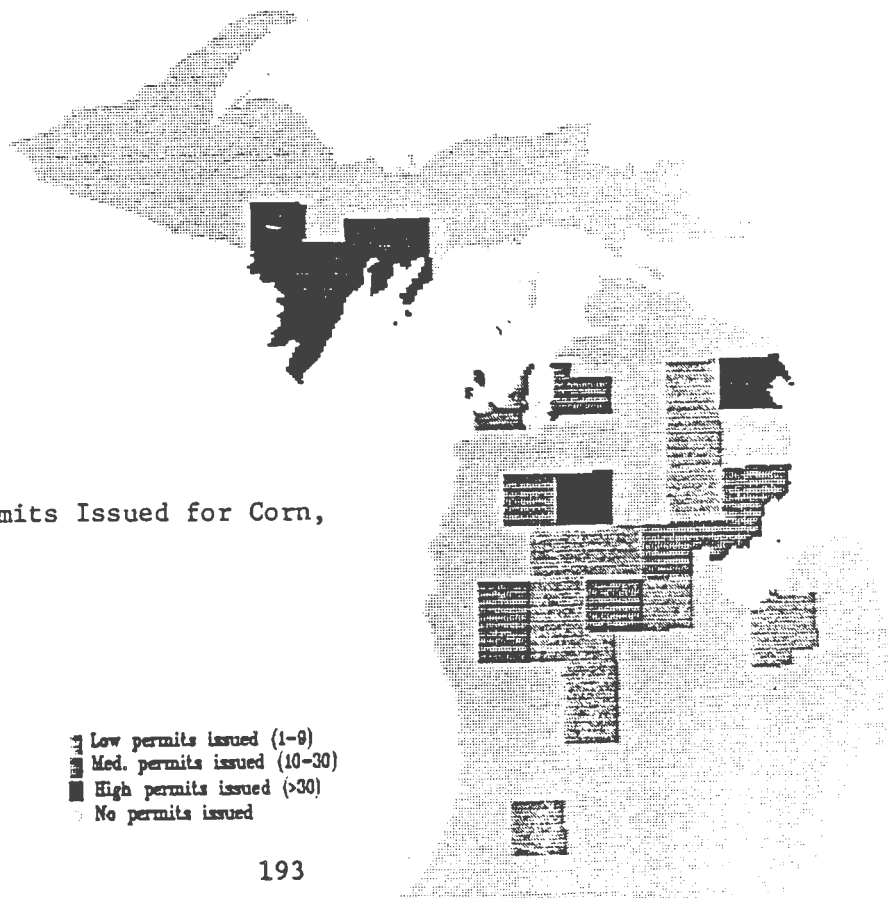 mits Issued for Corn,
Low permits issued (1-9)
Med. permits issued (10-30)
High permits issued (>30)
No permits issued
193